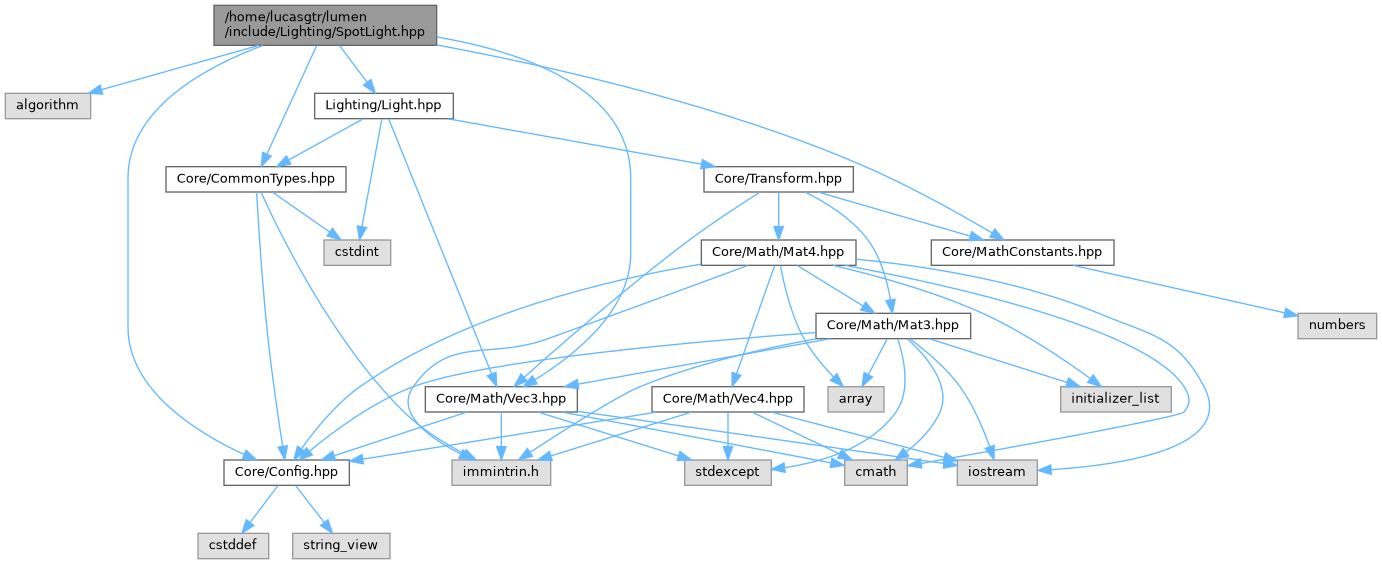 /home/lucasgtr/lumen
/include/Lighting/SpotLight.hpp
algorithm
Lighting/Light.hpp
Core/CommonTypes.hpp
Core/Transform.hpp
cstdint
Core/Math/Mat4.hpp
Core/MathConstants.hpp
Core/Math/Mat3.hpp
numbers
Core/Math/Vec3.hpp
Core/Math/Vec4.hpp
array
initializer_list
Core/Config.hpp
immintrin.h
stdexcept
cmath
iostream
cstddef
string_view